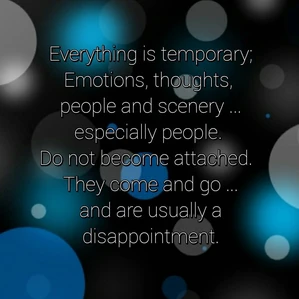 Everything is temporary;
Emotions, thoughts,
people and scenery ...
especially people.
Do not become attached.
They come and go ...
and are usually a
disappointment.